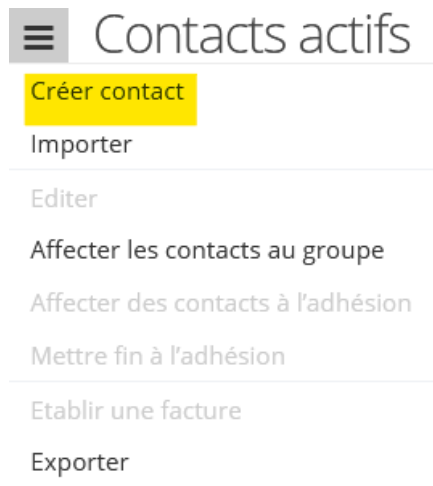 Contacts actifs
Créer contact
Importer
Editer
Affecter les contacts au groupe
Affecter des contacts à l’adhésion
Mettre fin à l’adhésion
Etablir une facture
Exporter